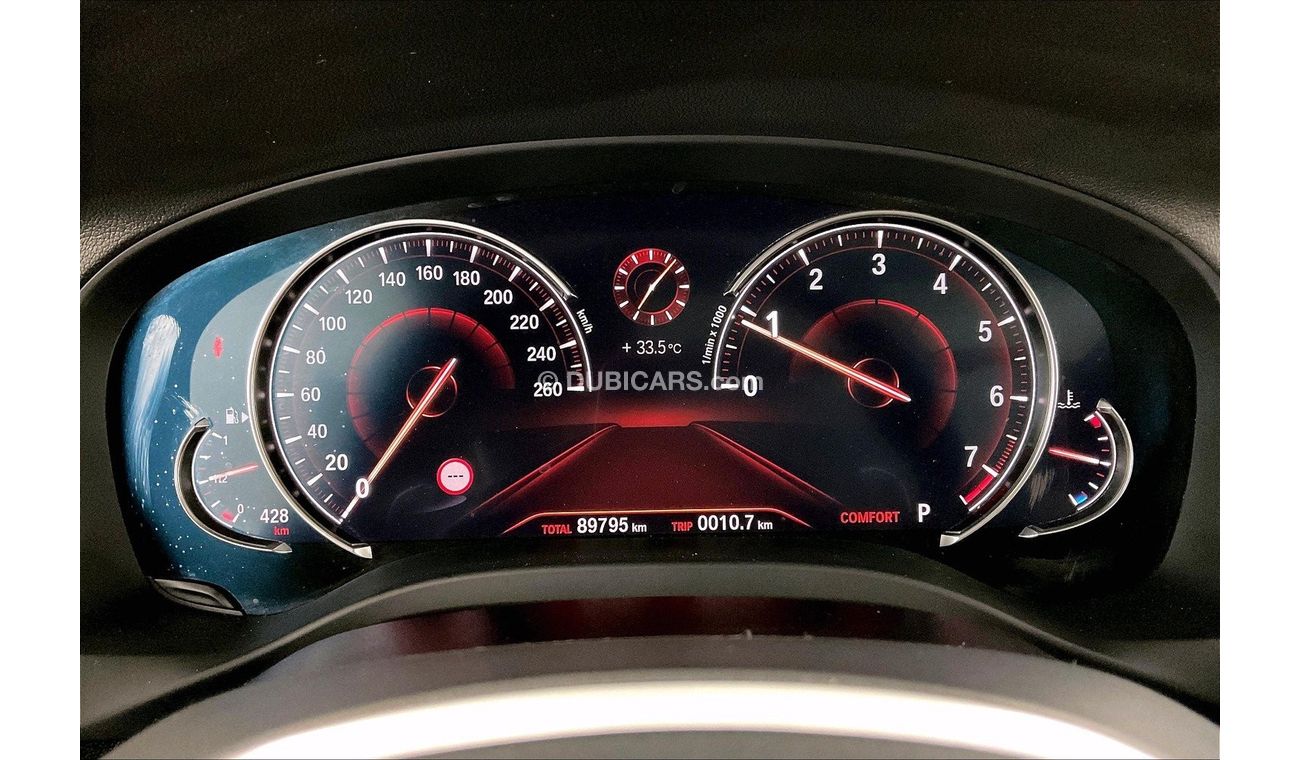 20 40 60 80 100 120 140 160 180 200 220 240 260
0
km/h
+ 33.5°C
1/min x 1000
0 1 2 3 4 5 6 7
© DUBICARS.com
1
1/2
0
428
km
---
TOTAL 89795 km TRIP 0010.7 km
COMFORT P